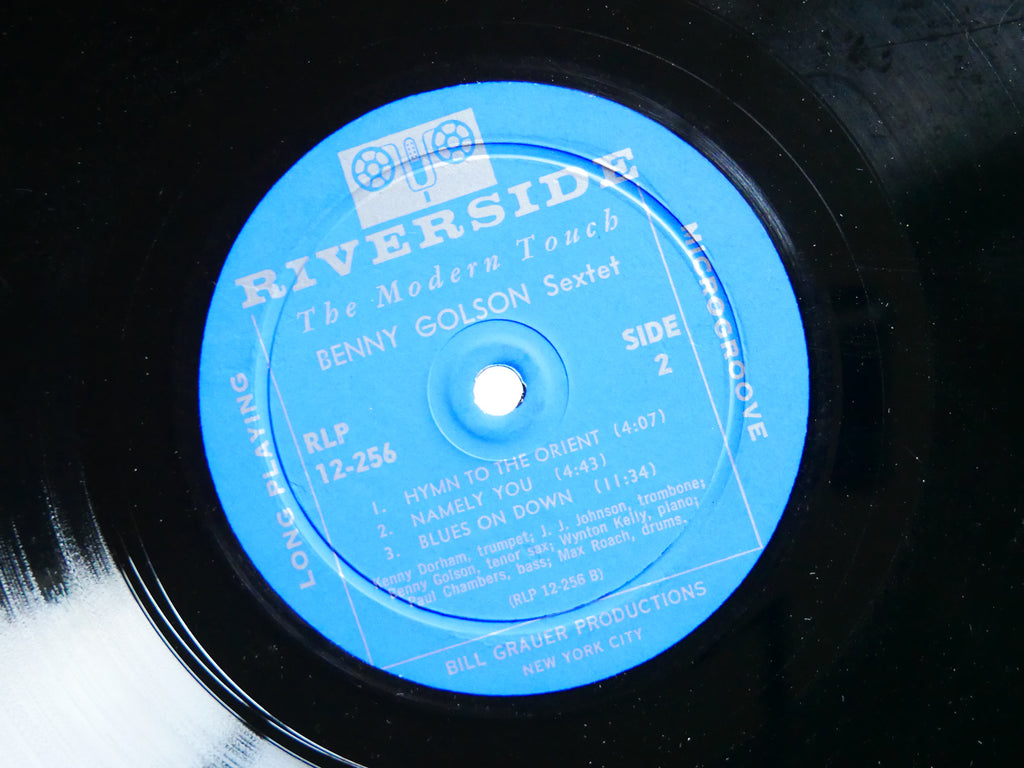 RIVERSIDE
The Modern Touch
BENNY GOLSON Sextet
SIDE
2
RLP
12-256
LONG PLAYING
MICROGROOVE
1. HYMN TO THE ORIENT (4:07)
2. NAMELY YOU (4:43)
3. BLUES ON DOWN (11:34)
Kenny Dorham, trumpet; J. J. Johnson, trombone;
Benny Golson, tenor sax; Wynton Kelly, piano;
Paul Chambers, bass; Max Roach, drums.
(RLP 12-256 B)
BILL GRAUER PRODUCTIONS
NEW YORK CITY